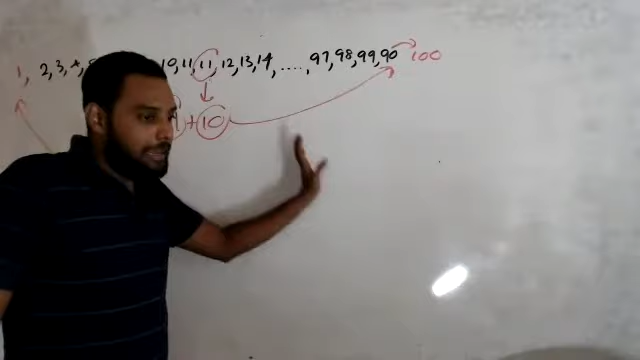 1, 2, 3, 4, 10, 11, 11, 12, 13, 14, ...., 97, 98, 99, 90 100
+ 10